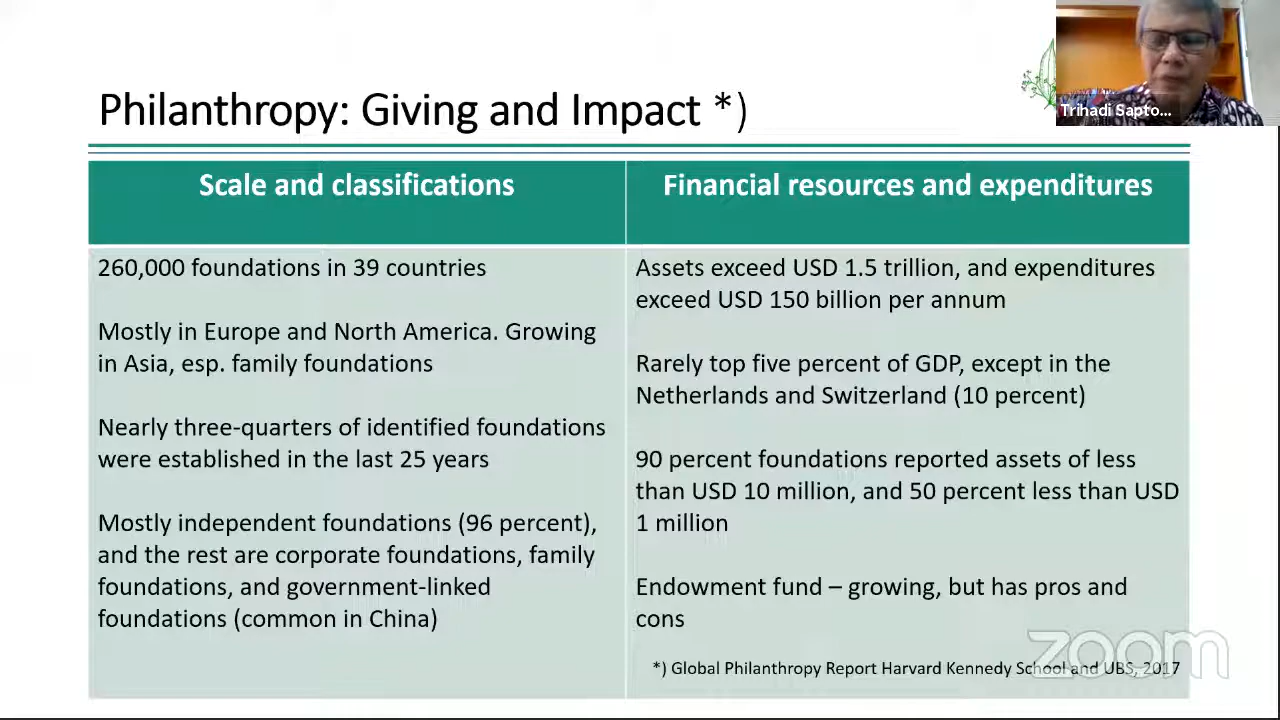 Philanthropy: Giving and Impact *)
Trihadi Sapto...
Scale and classifications
260,000 foundations in 39 countries
Mostly in Europe and North America. Growing
in Asia, esp. family foundations
Nearly three-quarters of identified foundations
were established in the last 25 years
Mostly independent foundations (96 percent),
and the rest are corporate foundations, family
foundations, and government-linked
foundations (common in China)
Financial resources and expenditures
Assets exceed USD 1.5 trillion, and expenditures
exceed USD 150 billion per annum
Rarely top five percent of GDP, except in the
Netherlands and Switzerland (10 percent)
90 percent foundations reported assets of less
than USD 10 million, and 50 percent less than USD
1 million
Endowment fund – growing, but has pros and
cons
*) Global Philanthropy Report Harvard Kennedy School and UBS, 2017
zoom